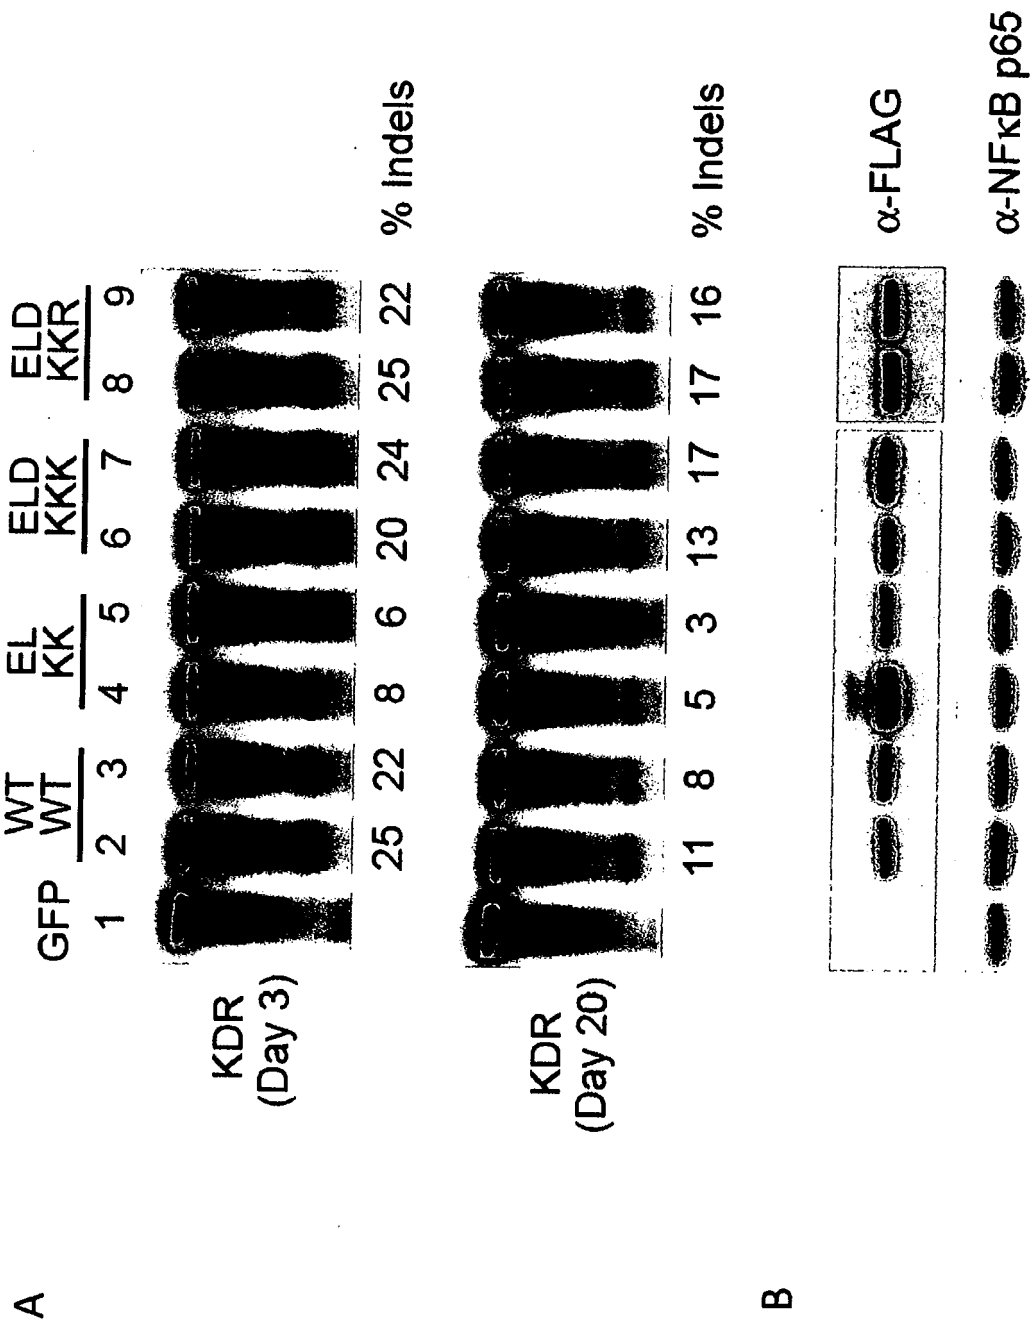 A
GFP
WT
WT
EL
KK
ELD
KKK
ELD
KKR
1 2 3 4 5 6 7 8 9
KDR
(Day 3)
25 22 8 6 20 24 25 22 % Indels
KDR
(Day 20)
11 8 5 3 13 17 17 16 % Indels
B
α-FLAG
α-NFκB p65